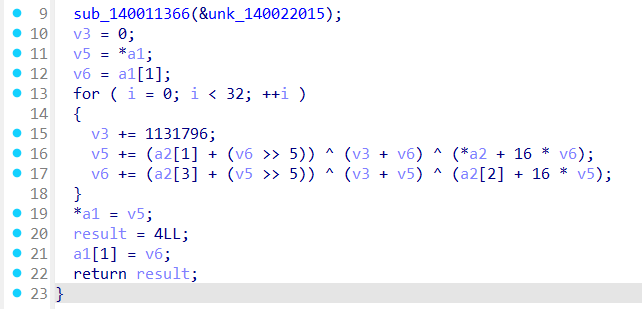 9 sub_140011366(&unk_140022015);
10 v3 = 0;
11 v5 = *a1;
12 v6 = a1[1];
13 for ( i = 0; i < 32; ++i )
14 {
15 v3 += 1131796;
16 v5 += (a2[1] + (v6 >> 5)) ^ (v3 + v6) ^ (*a2 + 16 * v6);
17 v6 += (a2[3] + (v5 >> 5)) ^ (v3 + v5) ^ (a2[2] + 16 * v5);
18 }
19 *a1 = v5;
20 result = 4LL;
21 a1[1] = v6;
22 return result;
23 }